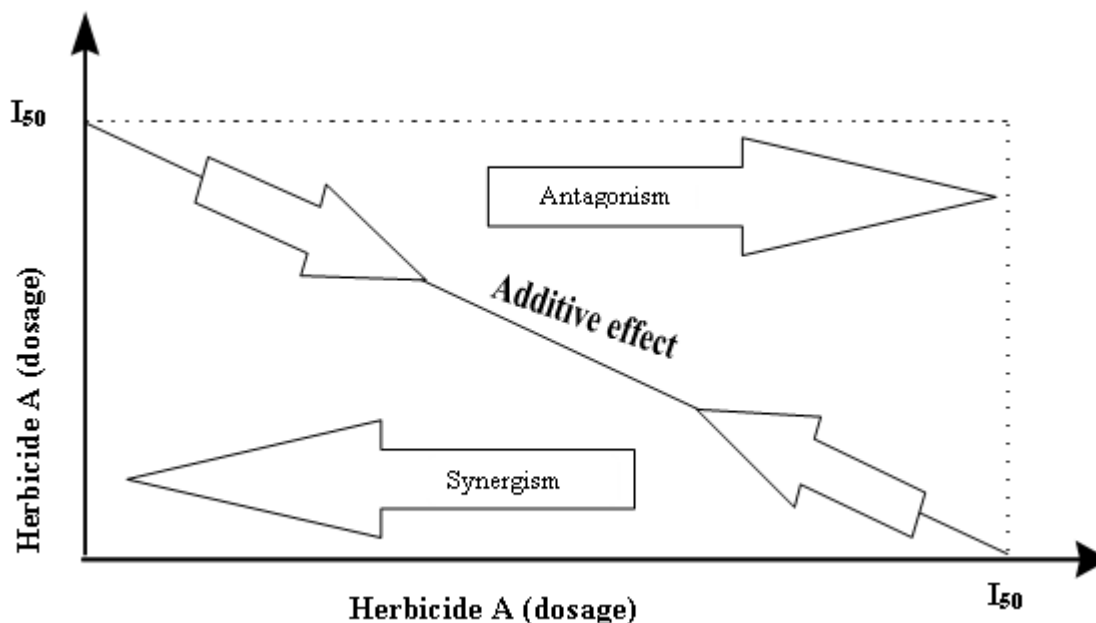 I50
Antagonism
Additive effect
Herbicide A (dosage)
Synergism
I50
Herbicide A (dosage)